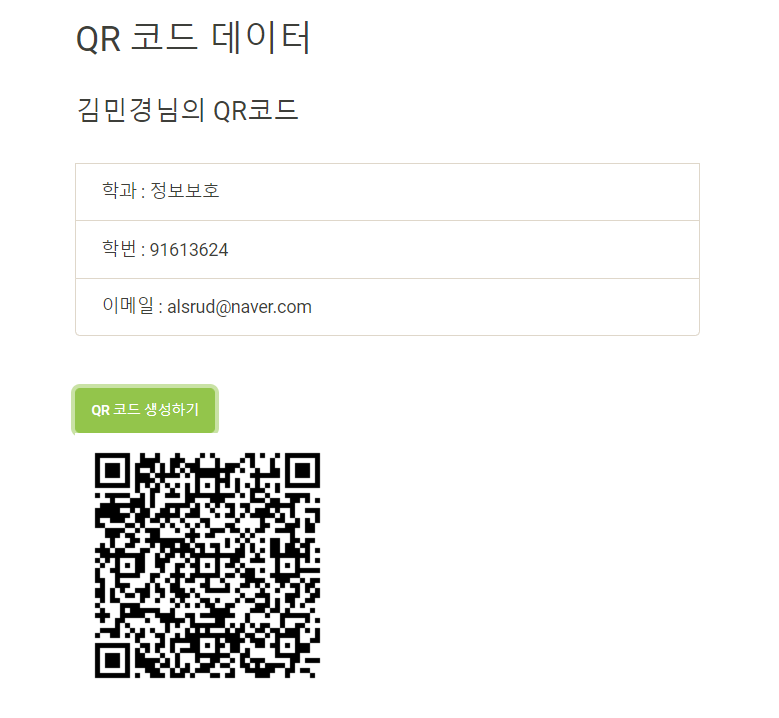 QR 코드 데이터
김민경님의 QR코드
학과 : 정보보호
학번 : 91613624
이메일 : alsrud@naver.com
QR 코드 생성하기